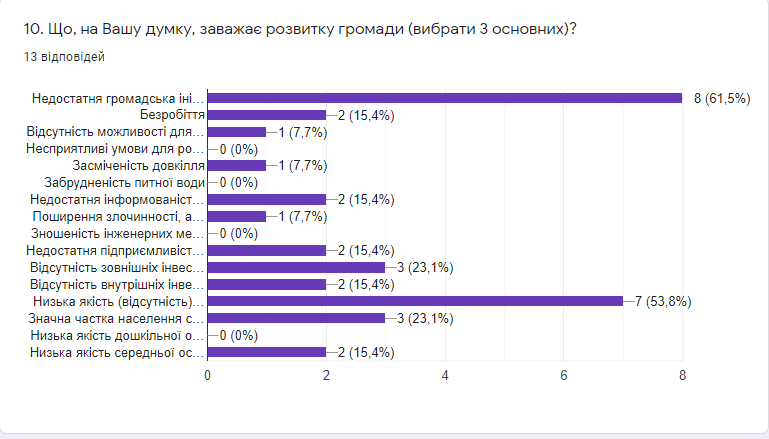 10. Що, на Вашу думку, заважає розвитку громади (вибрати 3 основних)?
13 відповідей
Недостатня громадська іні... 8 (61,5%)
Безробіття 2 (15,4%)
Відсутність можливості для... 1 (7,7%)
Несприятливі умови для ро... 0 (0%)
Засміченість довкілля 1 (7,7%)
Забрудненість питної води 0 (0%)
Недостатня інформованіст... 2 (15,4%)
Поширення злочинності, а... 1 (7,7%)
Зношеність інженерних ме... 0 (0%)
Недостатня підприємливіст... 2 (15,4%)
Відсутність зовнішніх інвес... 3 (23,1%)
Відсутність внутрішніх інве... 2 (15,4%)
Низька якість (відсутність)... 7 (53,8%)
Значна частка населення с... 3 (23,1%)
Низька якість дошкільної о... 0 (0%)
Низька якість середньої ос... 2 (15,4%)
0 2 4 6 8